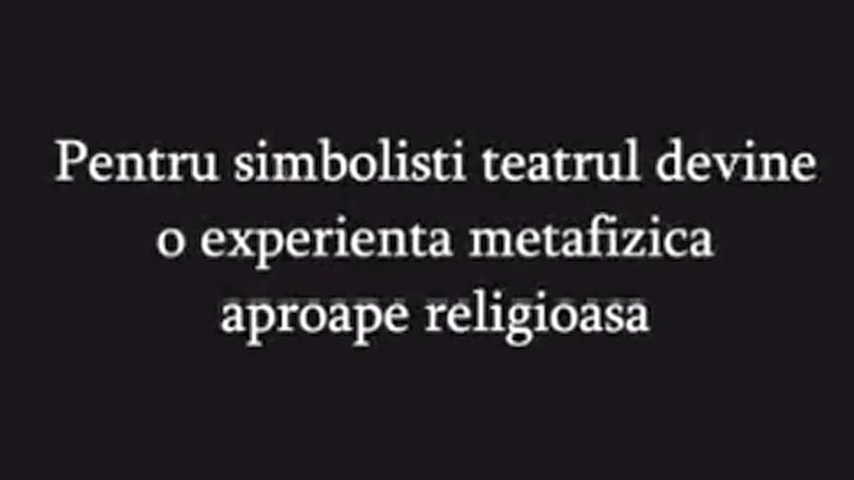 Pentru simbolisti teatrul devine
o experienta metafizica
aproape religioasa